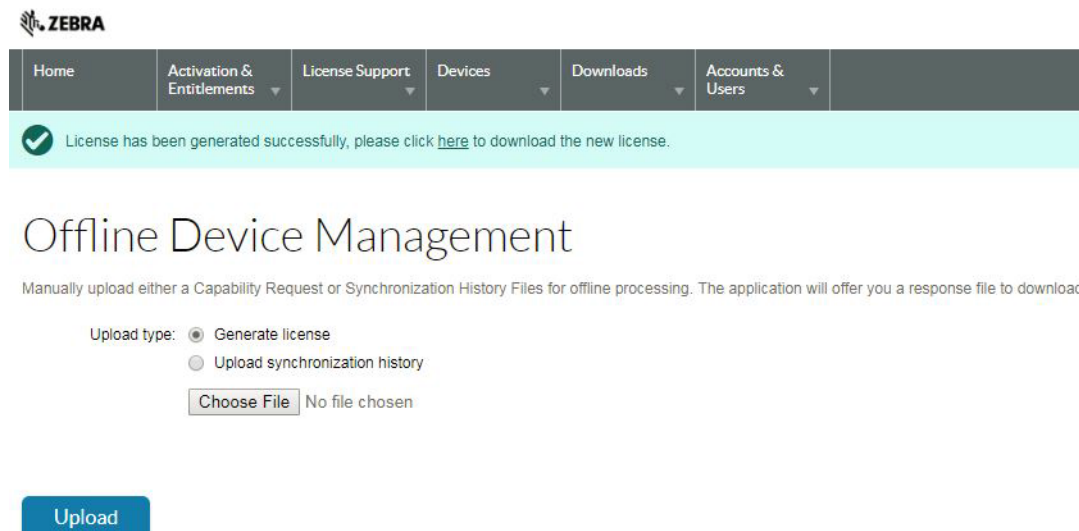 ZEBRA
Home
Activation &
Entitlements
License Support
Devices
Downloads
Accounts &
Users
License has been generated successfully, please click here to download the new license.
Offline Device Management
Manually upload either a Capability Request or Synchronization History Files for offline processing. The application will offer you a response file to download
Upload type:
Generate license
Upload synchronization history
Choose File No file chosen
Upload